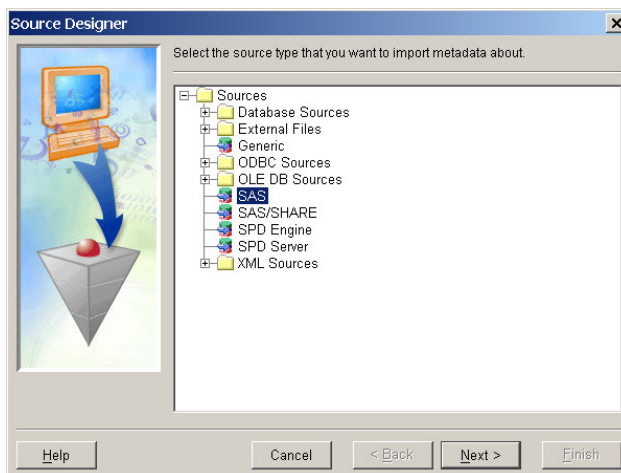 Source Designer
Select the source type that you want to import metadata about.
Sources
Database Sources
External Files
Generic
ODBC Sources
OLE DB Sources
SAS
SAS/SHARE
SPD Engine
SPD Server
XML Sources
Help Cancel < Back Next > Finish